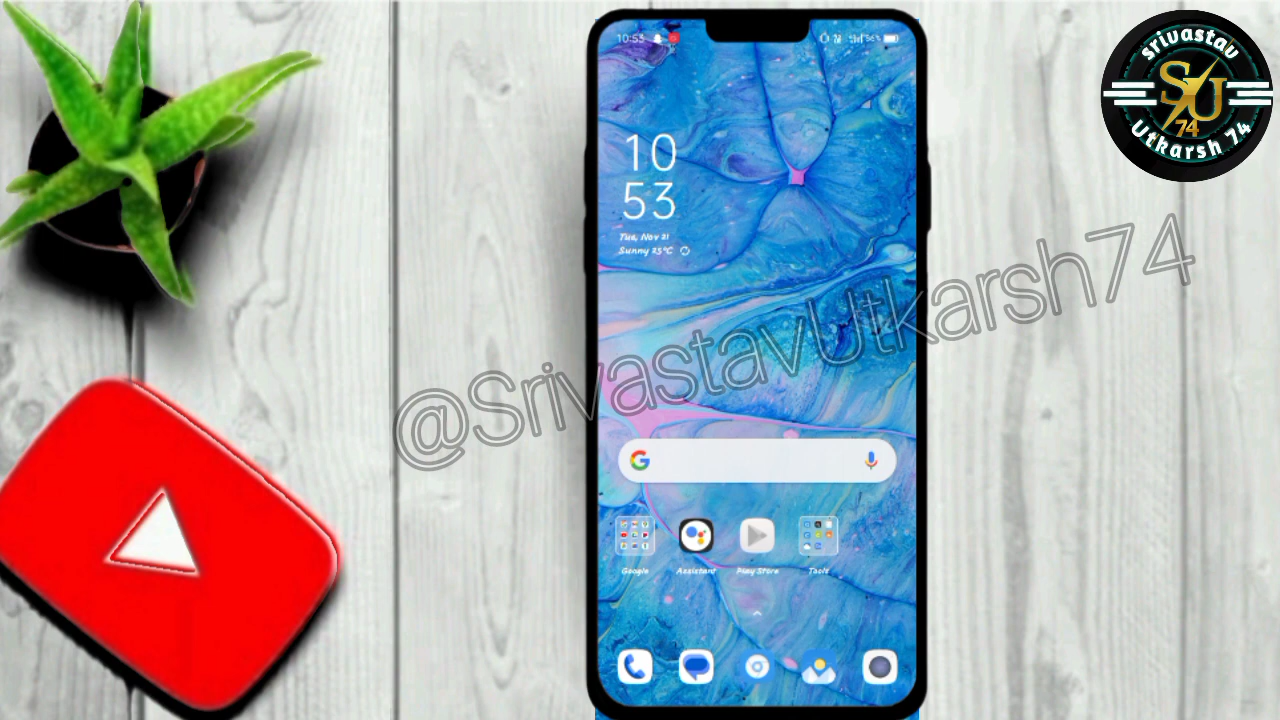 10:53
56%
srivastav
SU
74
Utkarsh 74
10
53
Tue, Nov 21
Sunny 25°C
@SrivastavUtkarsh74
Google
Assistant
Play Store
Tools